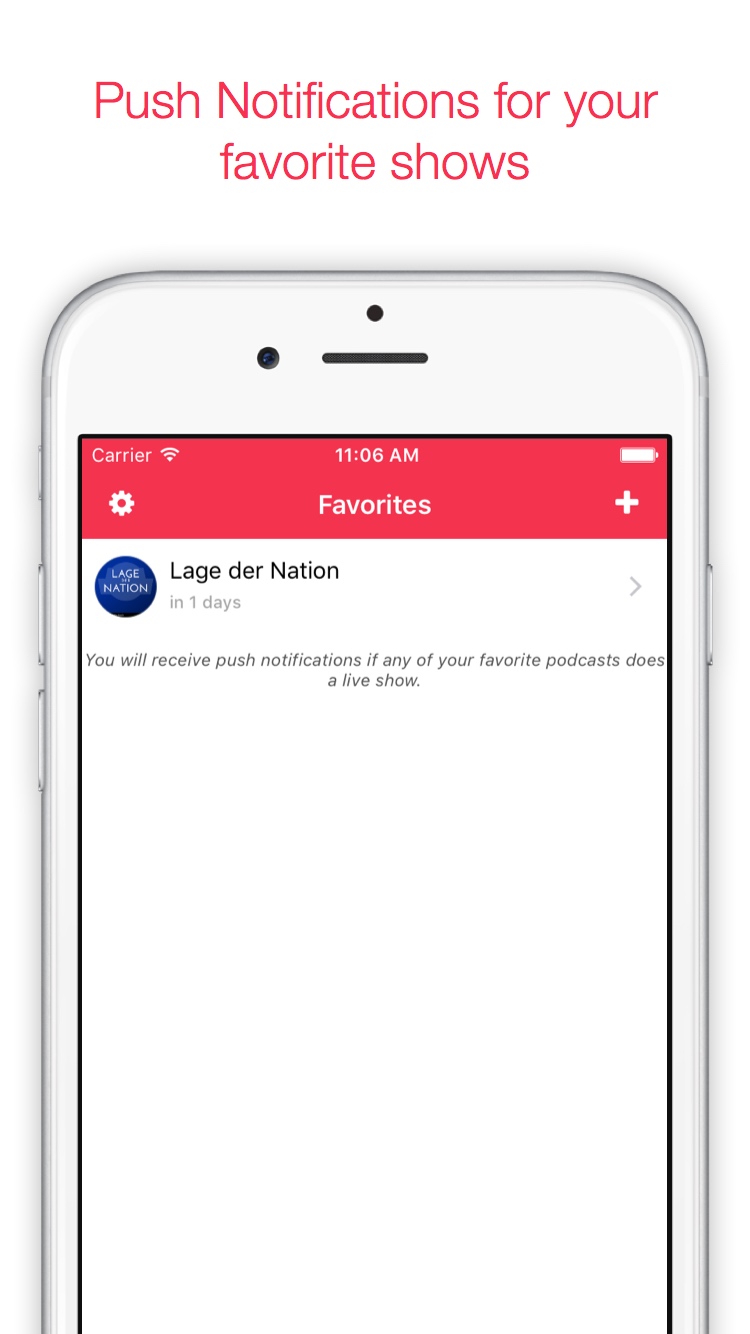 Push Notifications for your
favorite shows
Carrier 11:06 AM
Favorites
LAGE
DER
NATION
Lage der Nation
in 1 days
You will receive push notifications if any of your favorite podcasts does
a live show.